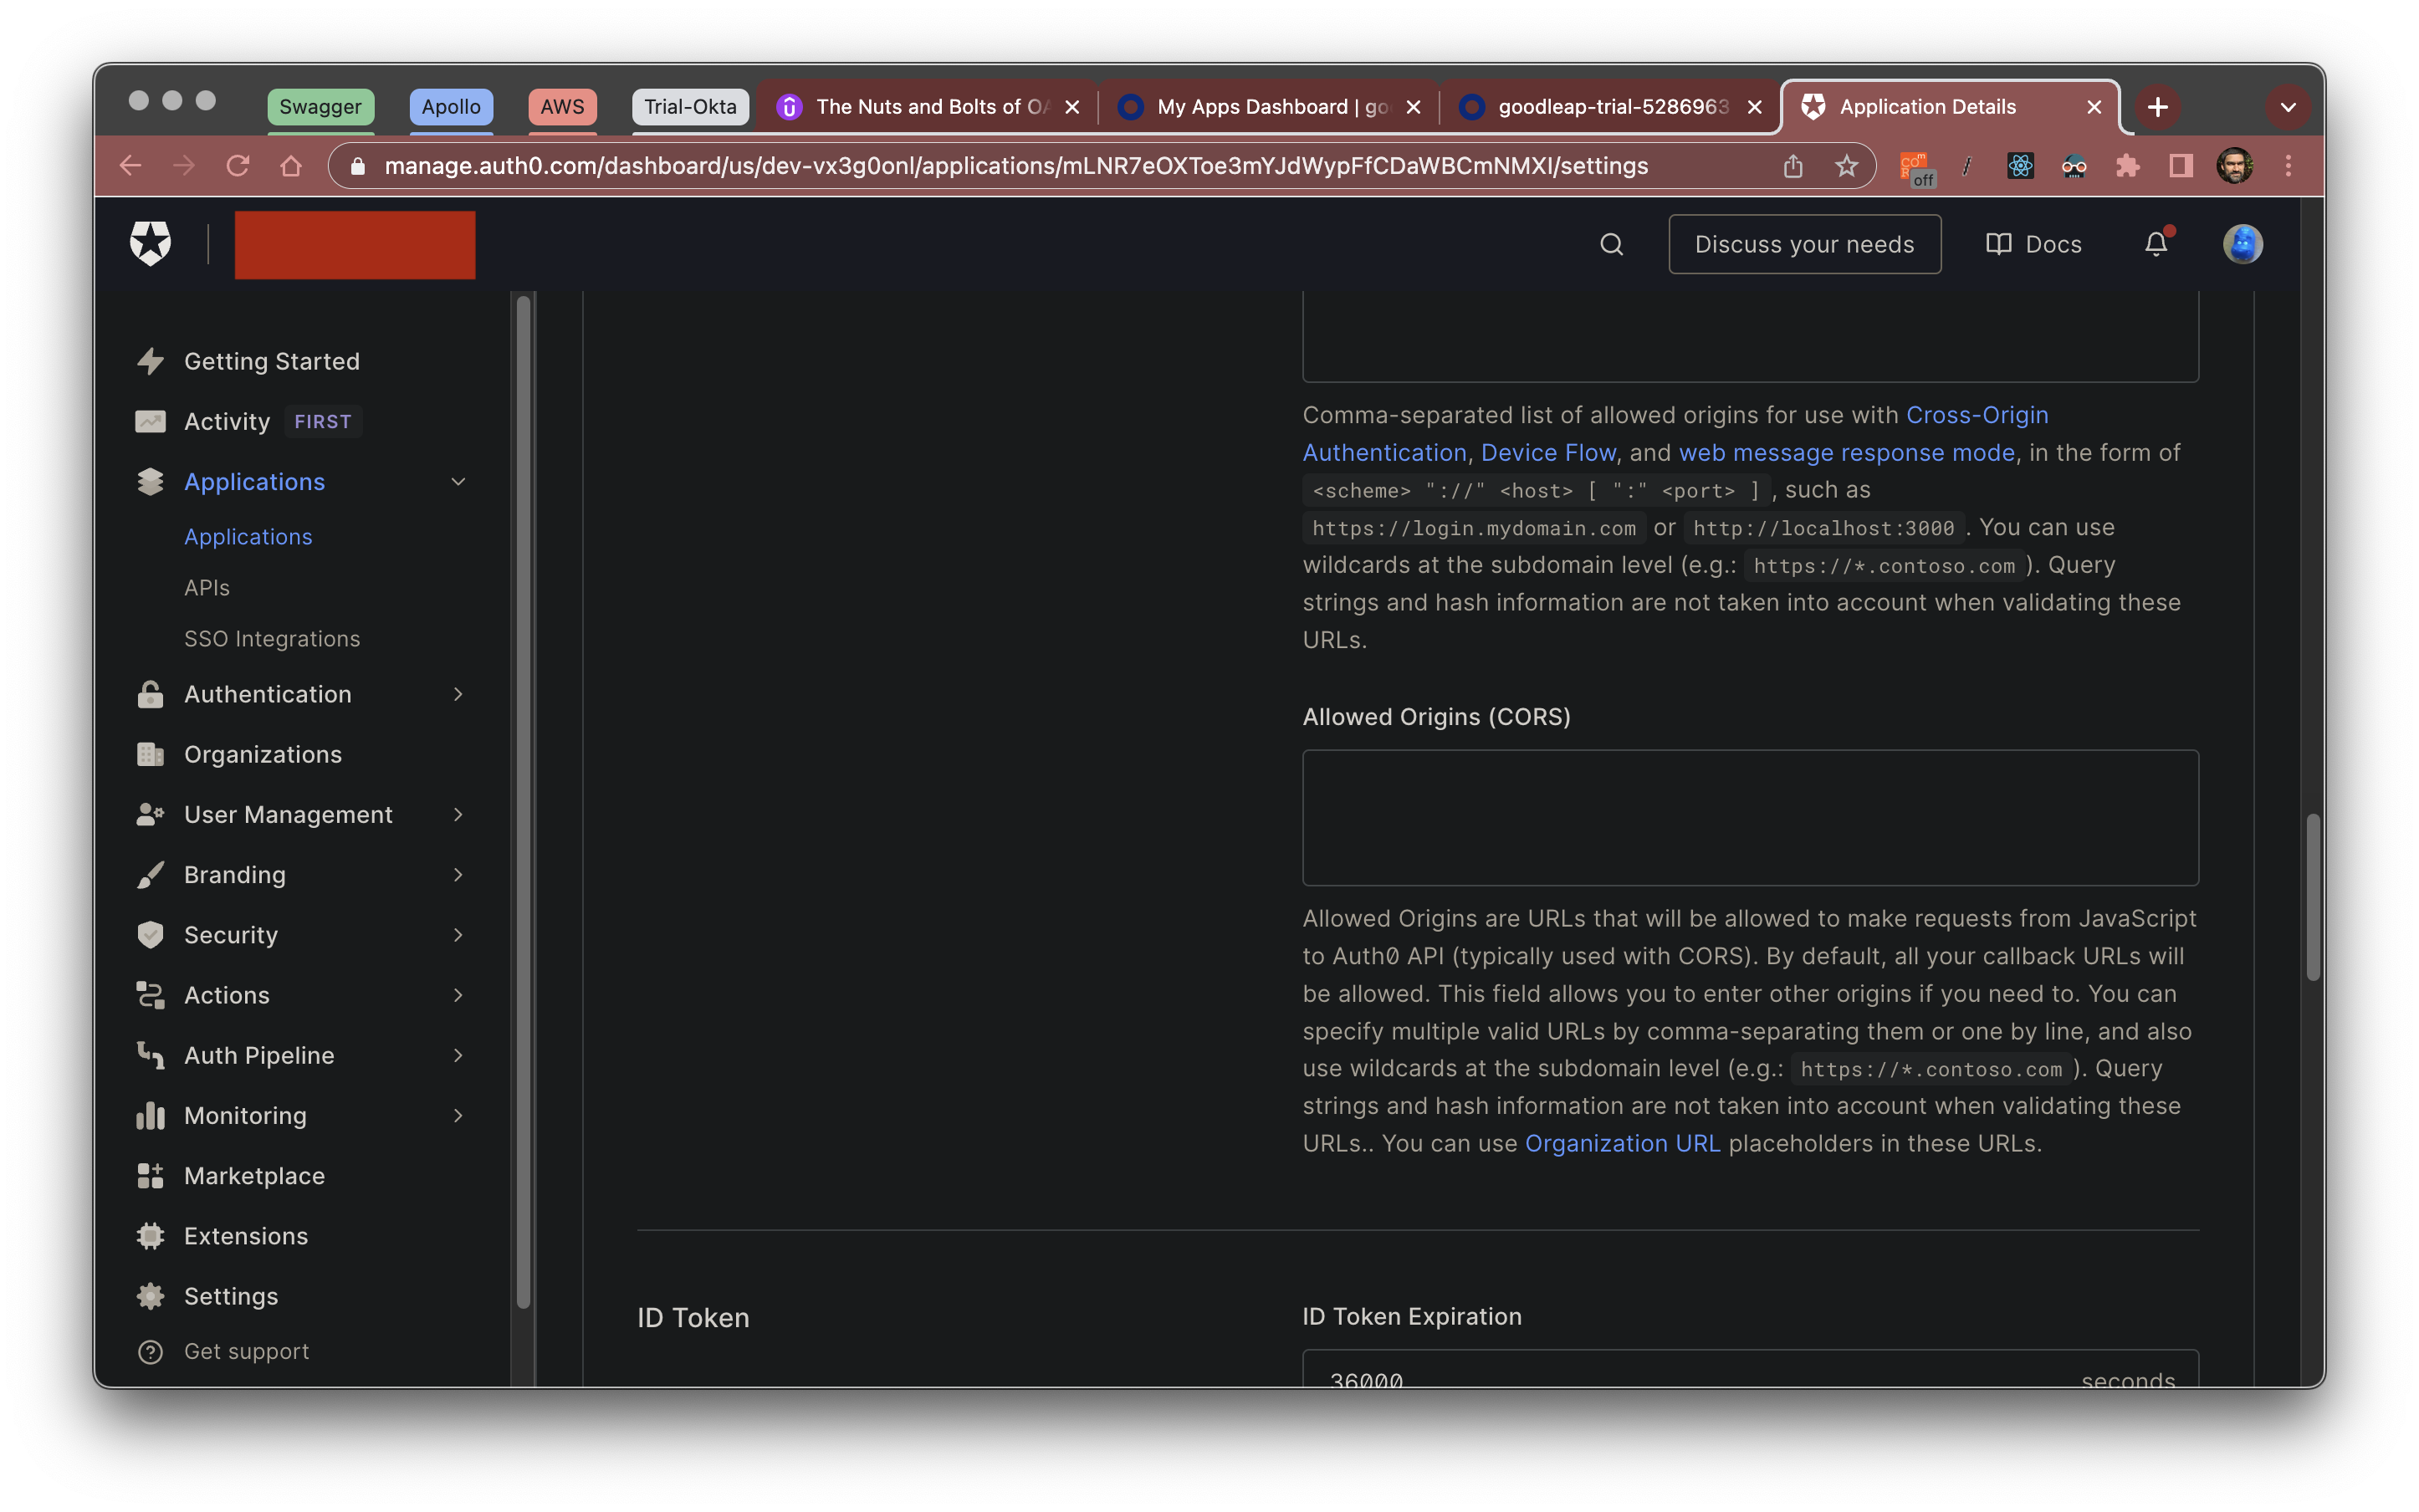 Swagger
Apollo
AWS
Trial-Okta
The Nuts and Bolts of OA
My Apps Dashboard | go
goodleap-trial-5286963
Application Details
manage.auth0.com/dashboard/us/dev-vx3g0onl/applications/mLNR7eOXToe3mYJdWypFfCDaWBCmNMXI/settings
off
Discuss your needs
Docs
Getting Started
Activity FIRST
Applications
Applications
APIs
SSO Integrations
Authentication
Organizations
User Management
Branding
Security
Actions
Auth Pipeline
Monitoring
Marketplace
Extensions
Settings
Get support
Comma-separated list of allowed origins for use with Cross-Origin
Authentication, Device Flow, and web message response mode, in the form of
<scheme> "://" <host> [ ":" <port> ], such as
https://login.mydomain.com or http://localhost:3000. You can use
wildcards at the subdomain level (e.g.: https://*.contoso.com). Query
strings and hash information are not taken into account when validating these
URLs.
Allowed Origins (CORS)
Allowed Origins are URLs that will be allowed to make requests from JavaScript
to Auth0 API (typically used with CORS). By default, all your callback URLs will
be allowed. This field allows you to enter other origins if you need to. You can
specify multiple valid URLs by comma-separating them or one by line, and also
use wildcards at the subdomain level (e.g.: https://*.contoso.com). Query
strings and hash information are not taken into account when validating these
URLs.. You can use Organization URL placeholders in these URLs.
ID Token
ID Token Expiration
36000
seconds